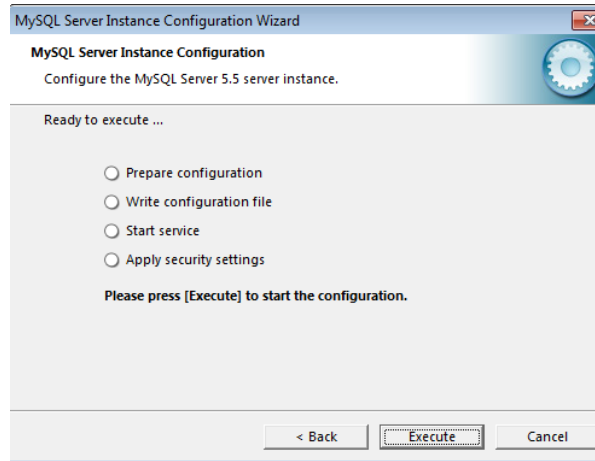 MySQL Server Instance Configuration Wizard
MySQL Server Instance Configuration
Configure the MySQL Server 5.5 server instance.
Ready to execute ...
Prepare configuration
Write configuration file
Start service
Apply security settings
Please press [Execute] to start the configuration.
< Back Execute Cancel